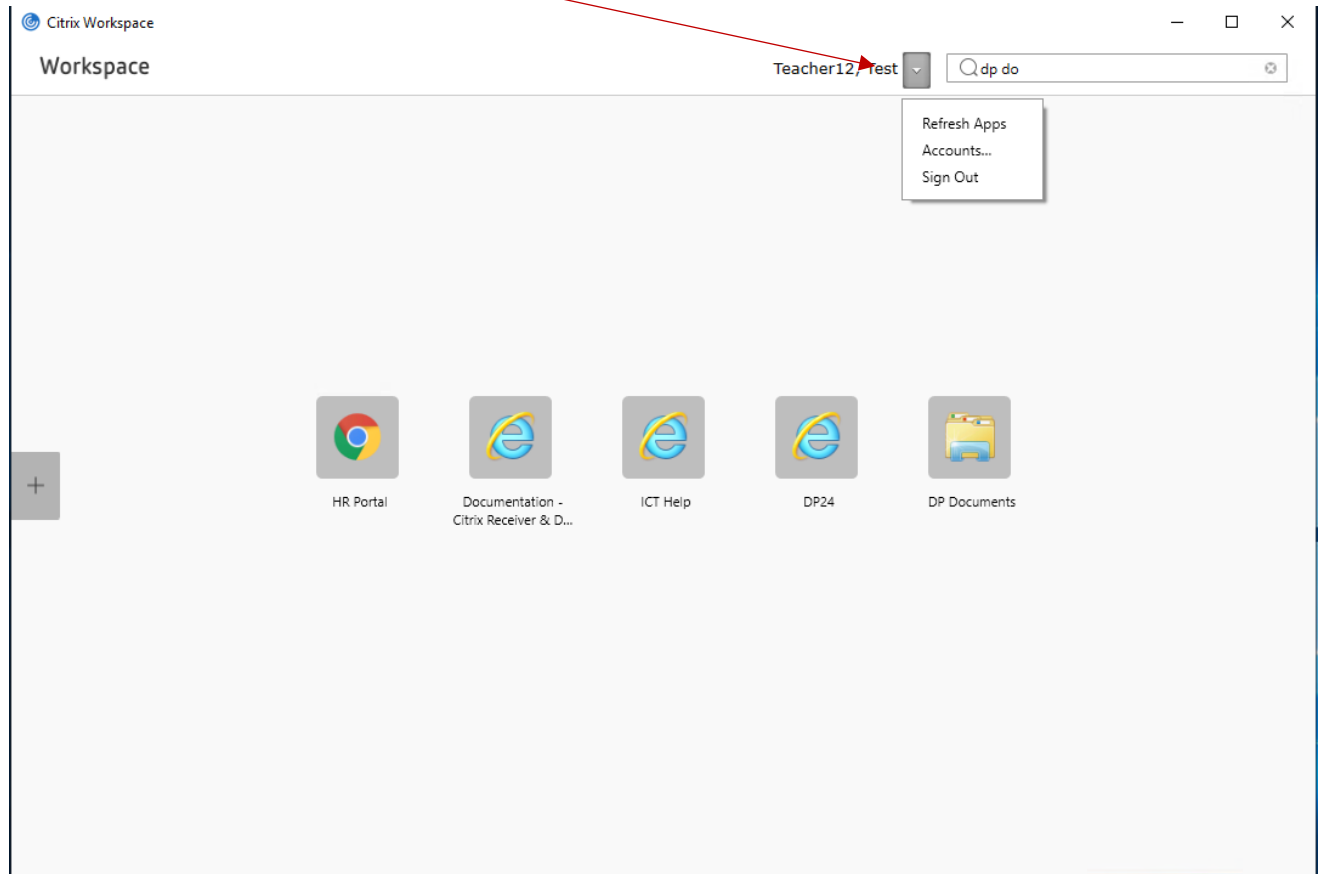 Citrix Workspace
Workspace
Teacher12, Test
dp do
Refresh Apps
Accounts...
Sign Out
HR Portal
Documentation -
Citrix Receiver & D...
ICT Help
DP24
DP Documents